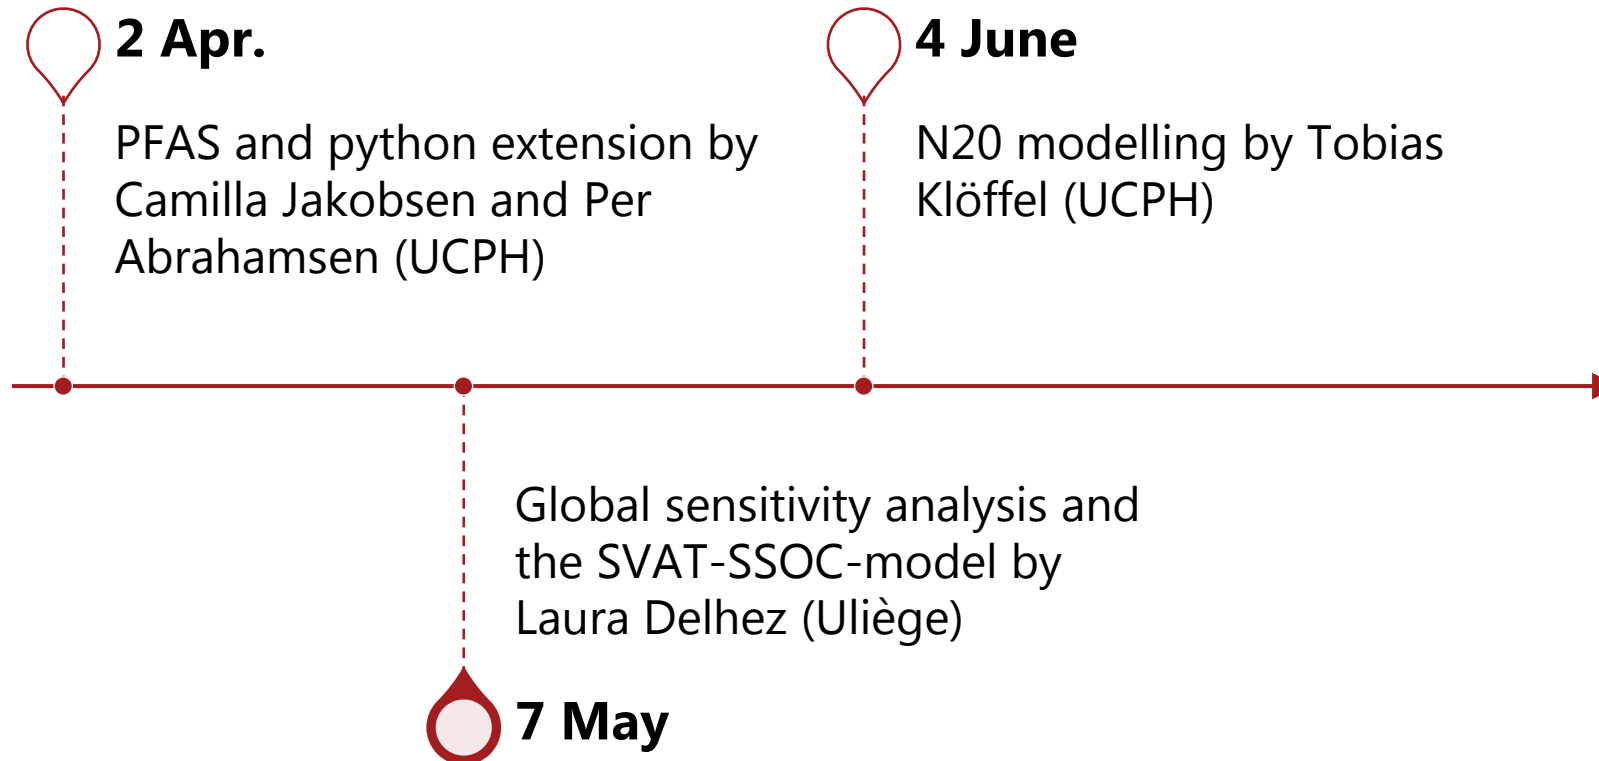 2 Apr.
PFAS and python extension by
Camilla Jakobsen and Per
Abrahamsen (UCPH)
4 June
N20 modelling by Tobias
Klöffel (UCPH)
Global sensitivity analysis and
the SVAT-SSOC-model by
Laura Delhez (Uliège)
7 May